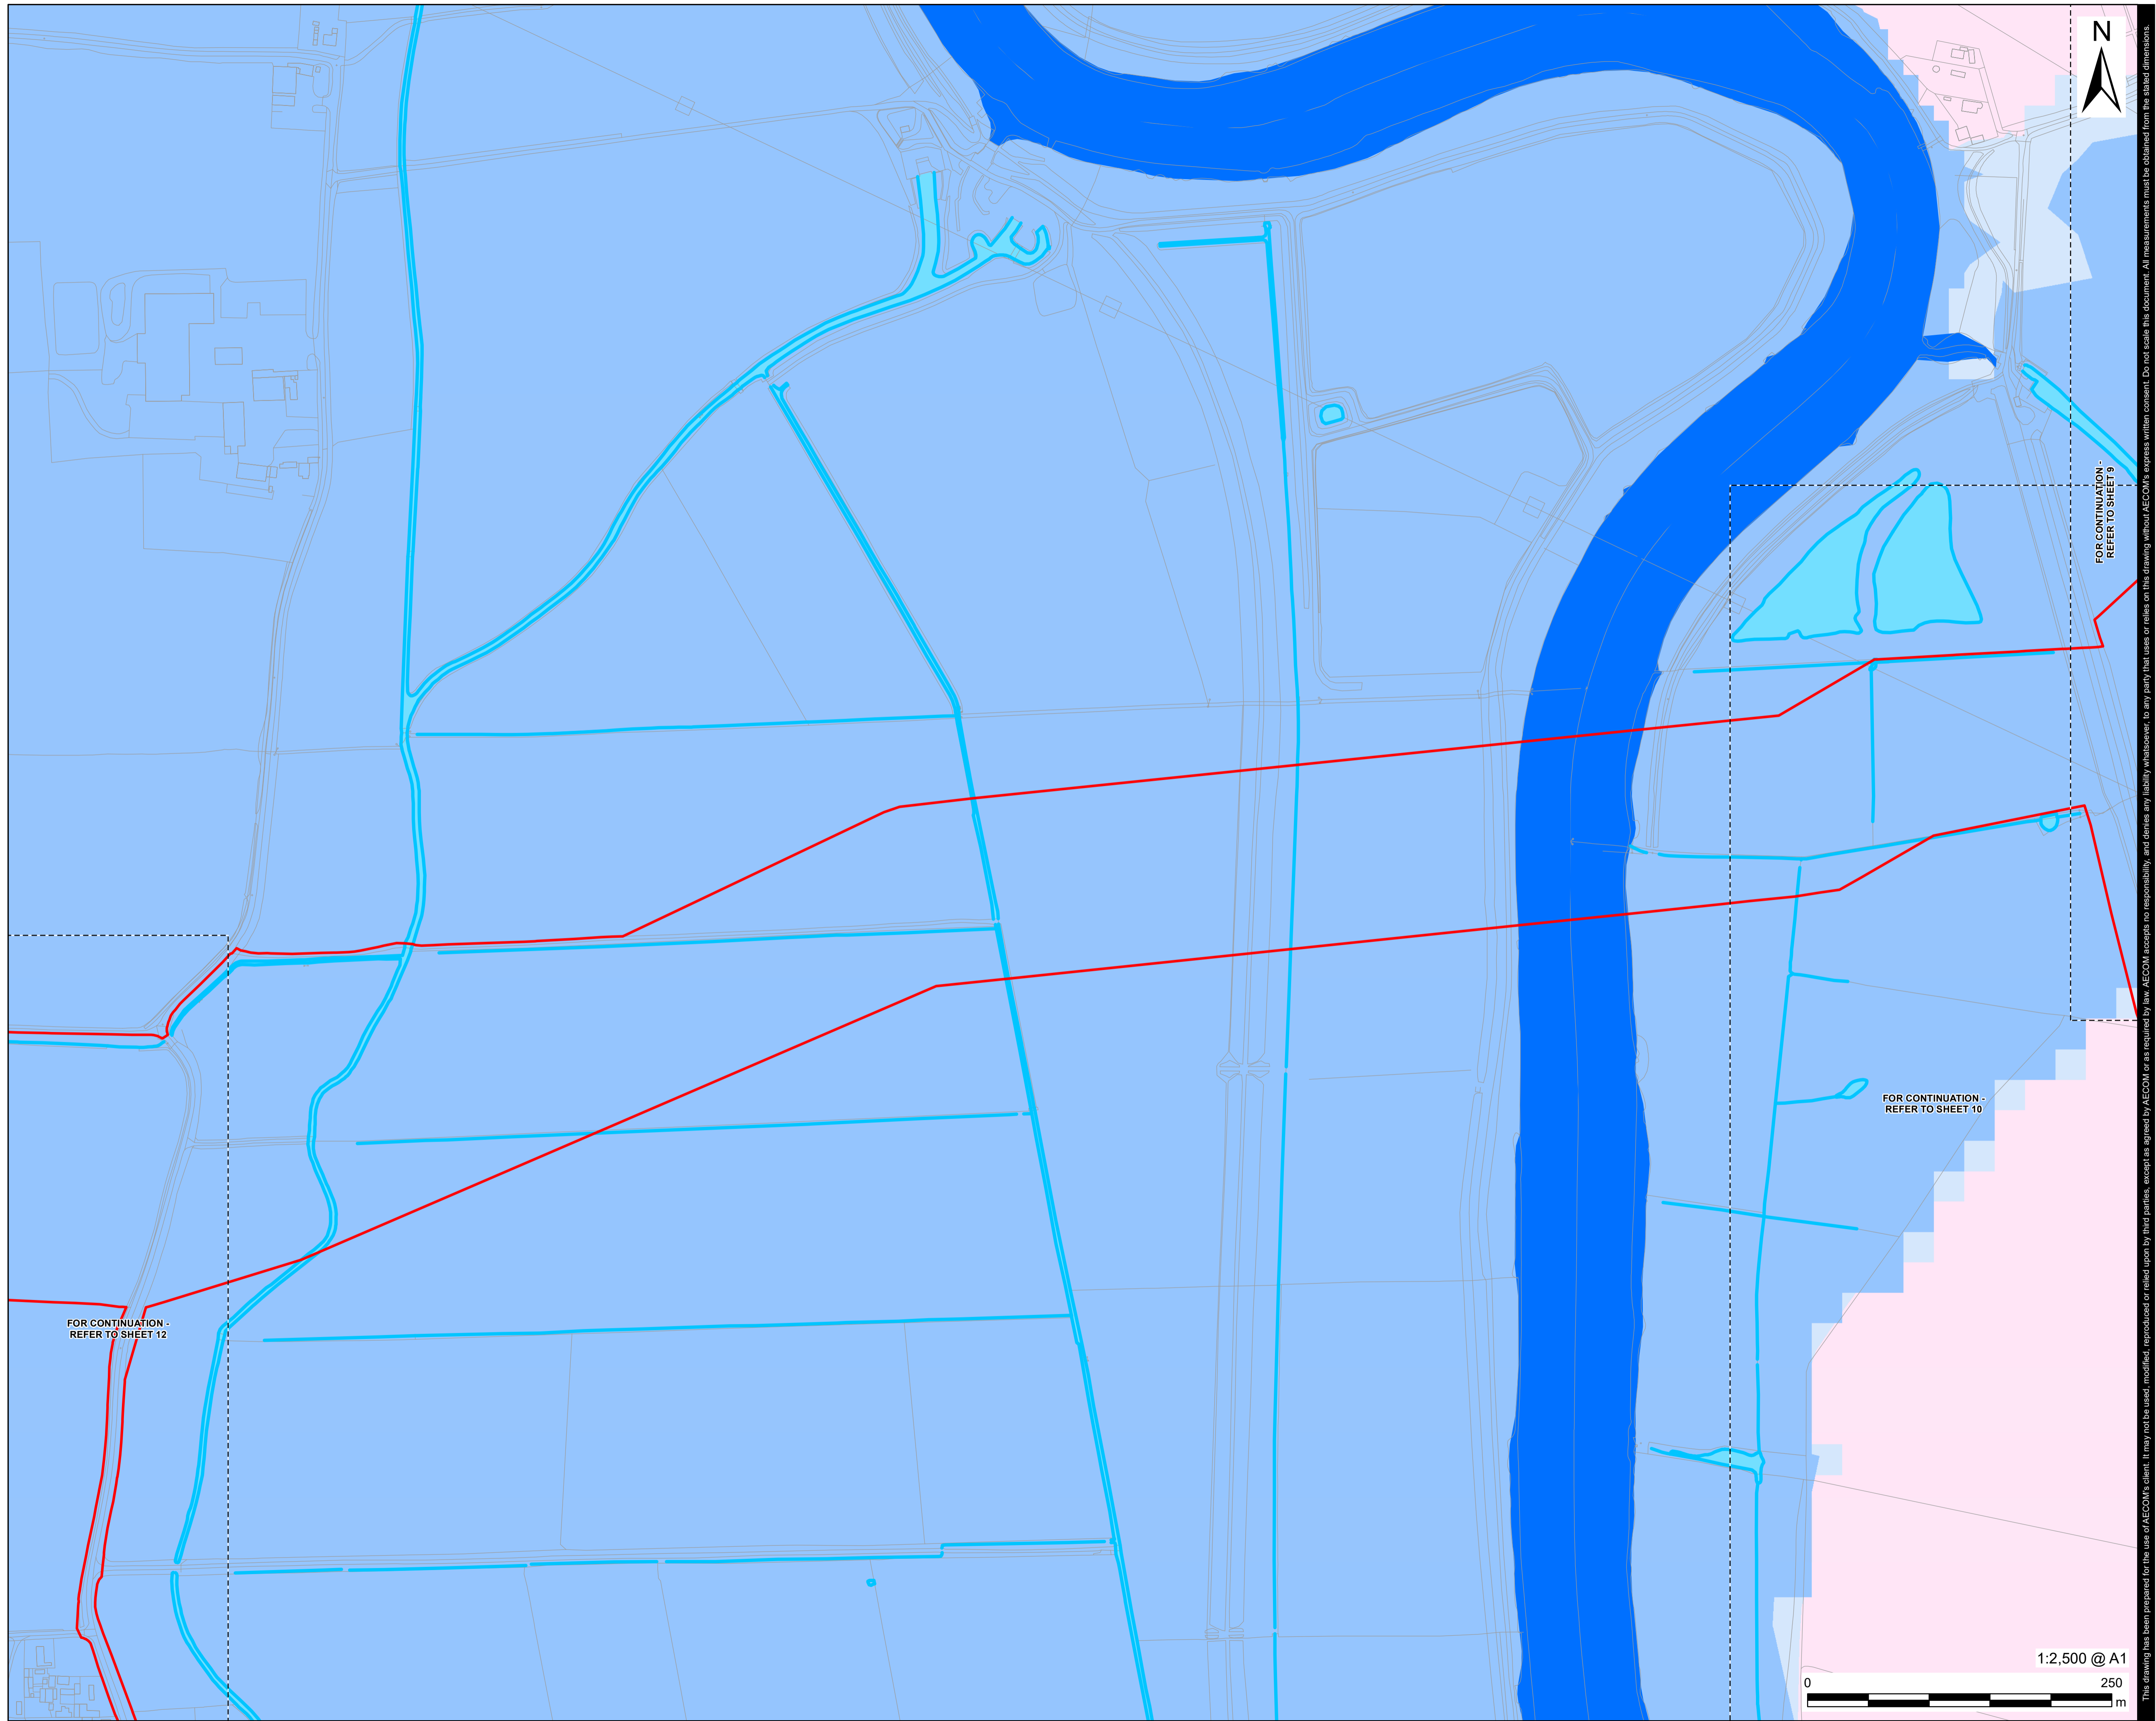 N
FOR CONTINUATION -
REFER TO SHEET 9
FOR CONTINUATION -
REFER TO SHEET 10
FOR CONTINUATION -
REFER TO SHEET 12
1:2,500 @ A1
0 250
m
This drawing has been prepared for the use of AECOM's client. It may not be used, modified, reproduced or relied upon by third parties, except as agreed by AECOM or as required by law. AECOM accepts no responsibility, and denies any liability whatsoever, to any party that uses or relies on this drawing without AECOM's express written consent. Do not scale this document. All measurements must be obtained from the stated dimensions.